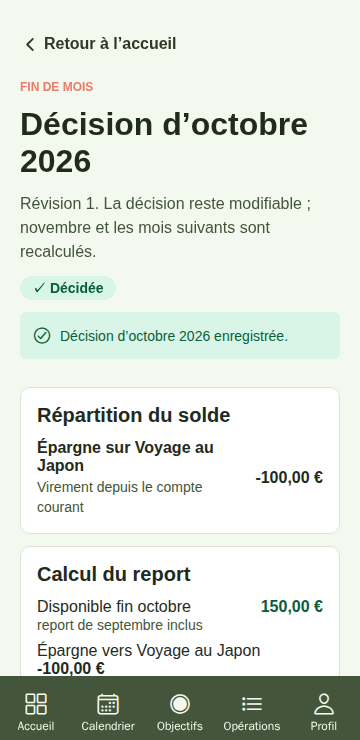 Retour à l’accueil
FIN DE MOIS
Décision d’octobre
2026
Révision 1. La décision reste modifiable ;
novembre et les mois suivants sont
recalculés.
✓ Décidée
Décision d’octobre 2026 enregistrée.
Répartition du solde
Épargne sur Voyage au
Japon
-100,00 €
Virement depuis le compte
courant
Calcul du report
Disponible fin octobre 150,00 €
report de septembre inclus
Épargne vers Voyage au Japon
-100,00 €
Accueil Calendrier Objectifs Opérations Profil